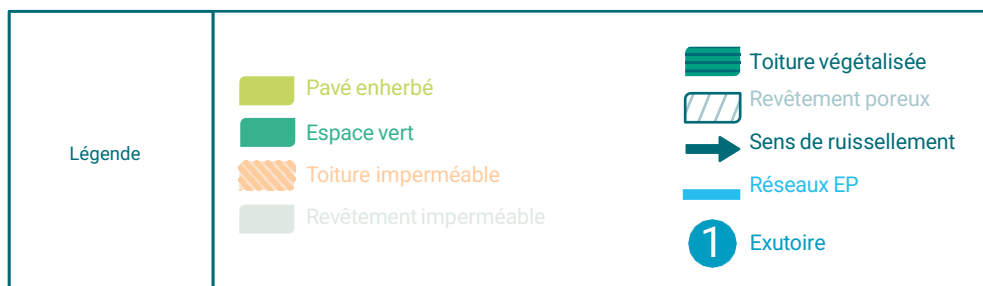 Légende
Pavé enherbé
Espace vert
Toiture imperméable
Revêtement imperméable
Toiture végétalisée
Revêtement poreux
Sens de ruissellement
Réseaux EP
1 Exutoire